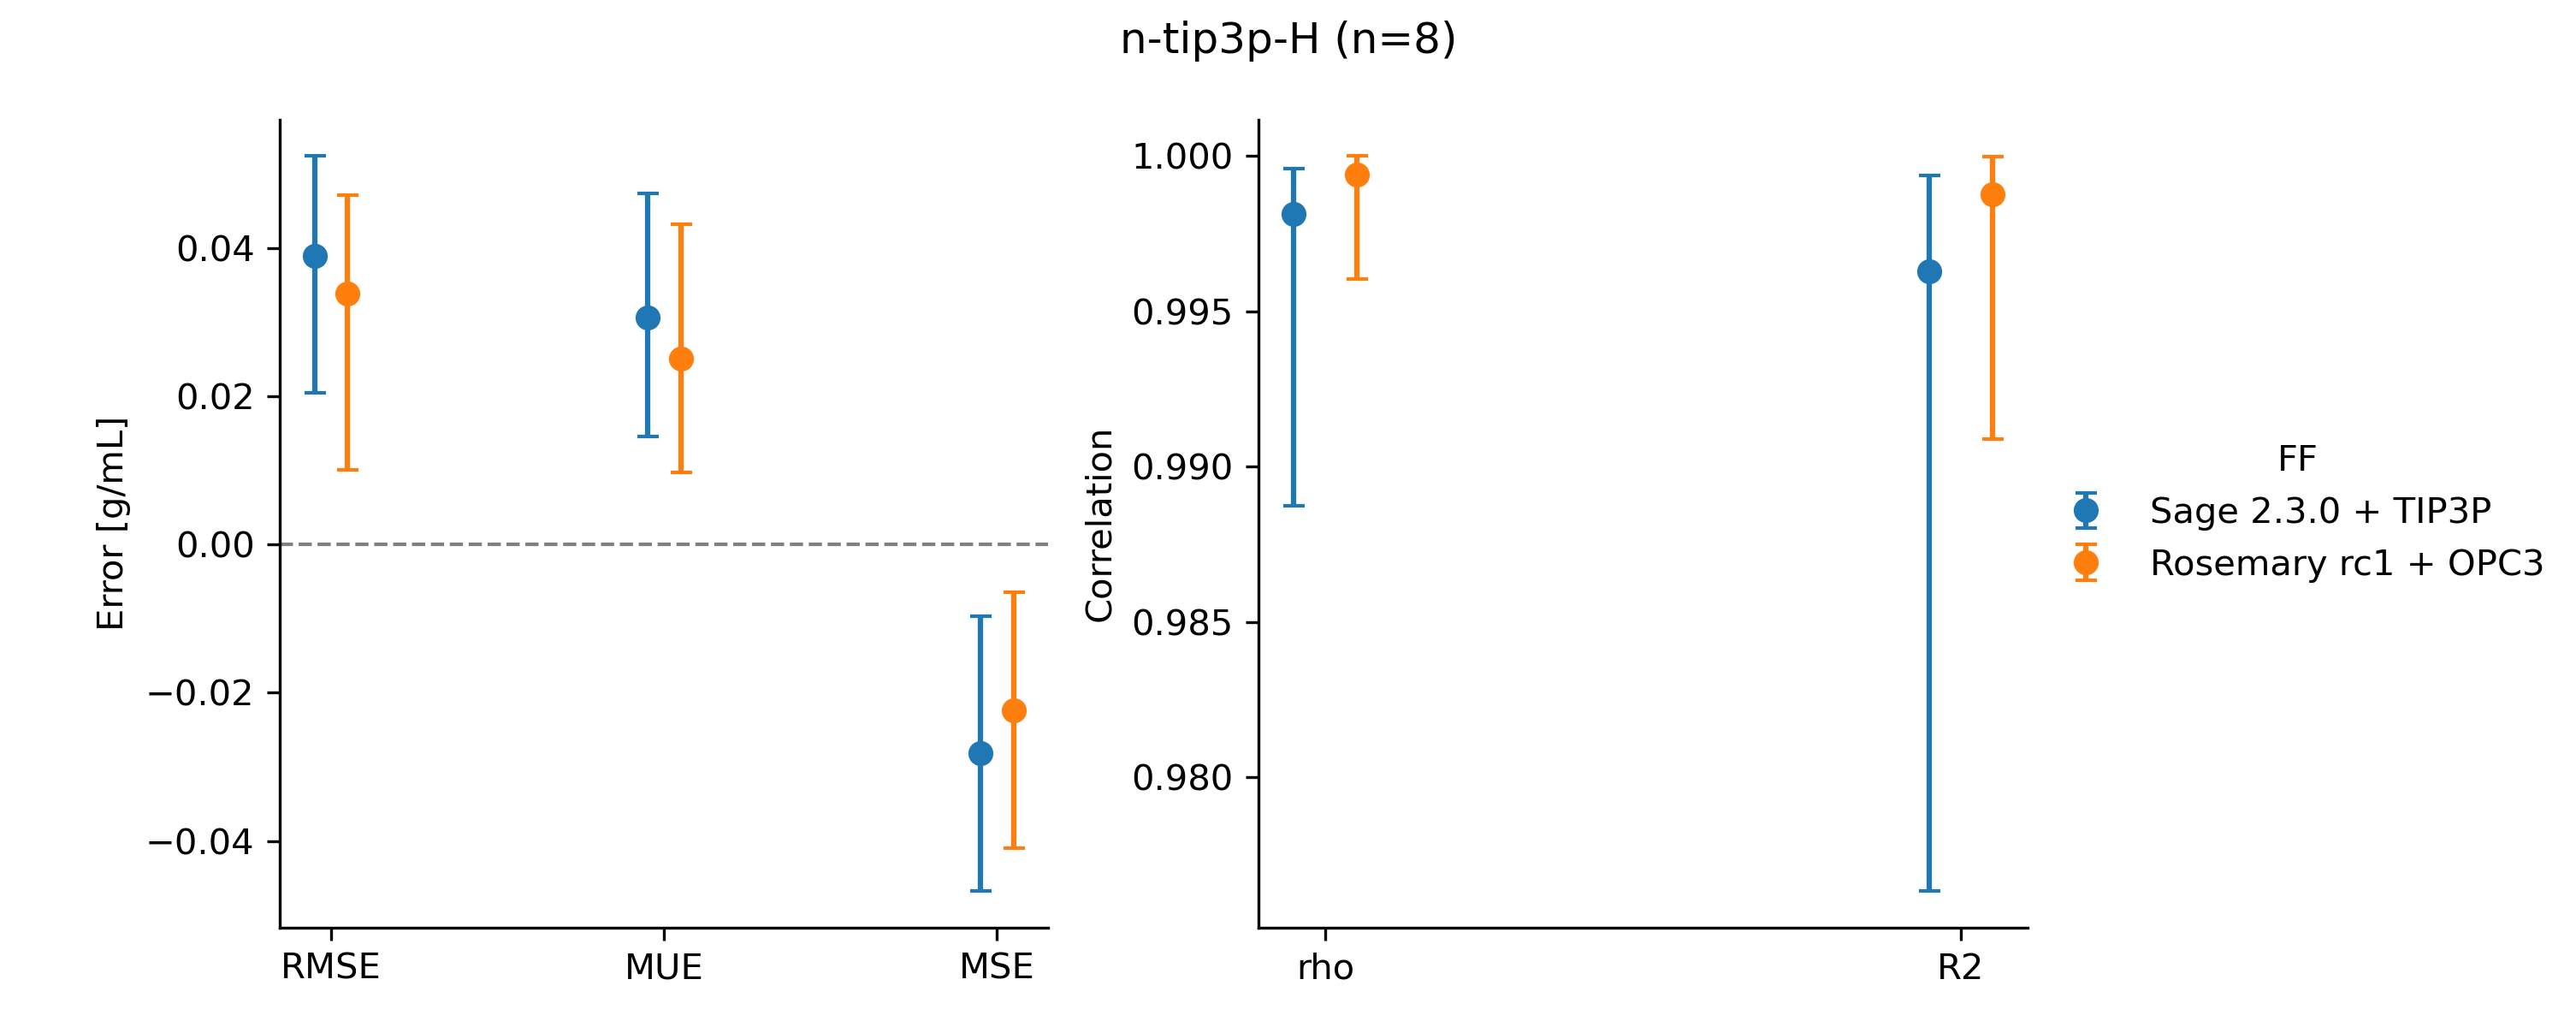 n-tip3p-H (n=8)
Error [g/mL]
0.04
0.02
0.00
−0.02
−0.04
RMSE
MUE
MSE
Correlation
1.000
0.995
0.990
0.985
0.980
rho
R2
FF
Sage 2.3.0 + TIP3P
Rosemary rc1 + OPC3